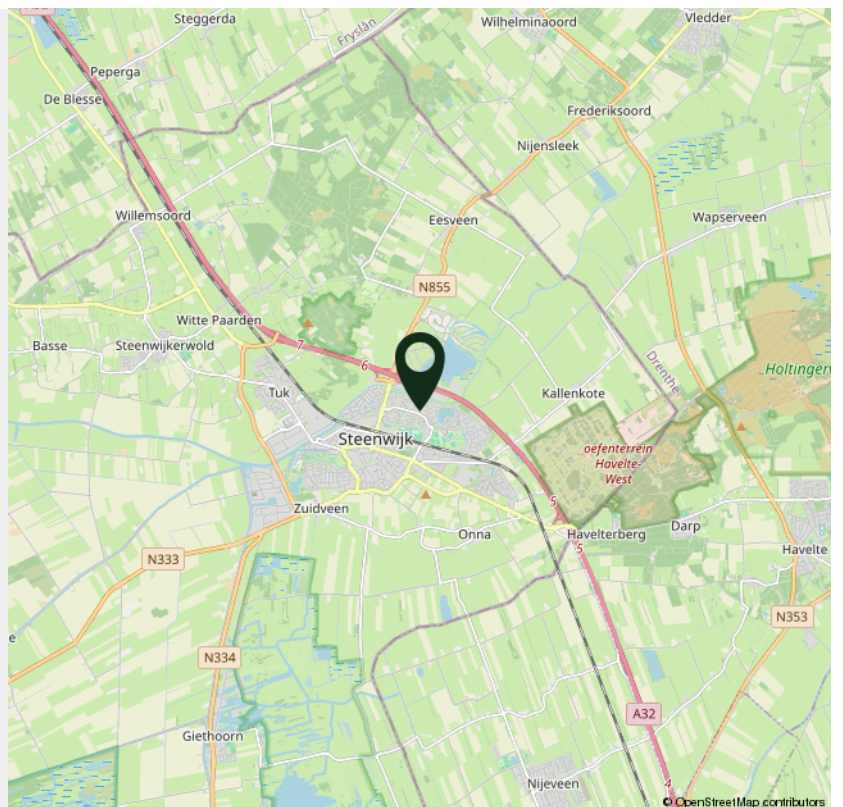 Steggerda
Fryslân
Wilhelminaoord
Vledder
Peperga
De Blesse
Frederiksoord
Nijensleek
Willemsoord
Eesveen
Wapserveen
N855
Witte Paarden
7
Basse
Steenwijkerwold
6
Drenthe
Holtingerv
Tuk
Kallenkote
Steenwijk
oefenterrein
Havelte-
West
5
Zuidveen
Onna
Havelterberg
Darp
5
Havelte
N333
N353
e
N334
A32
Giethoorn
Nijeveen
4
© OpenStreetMap contributors